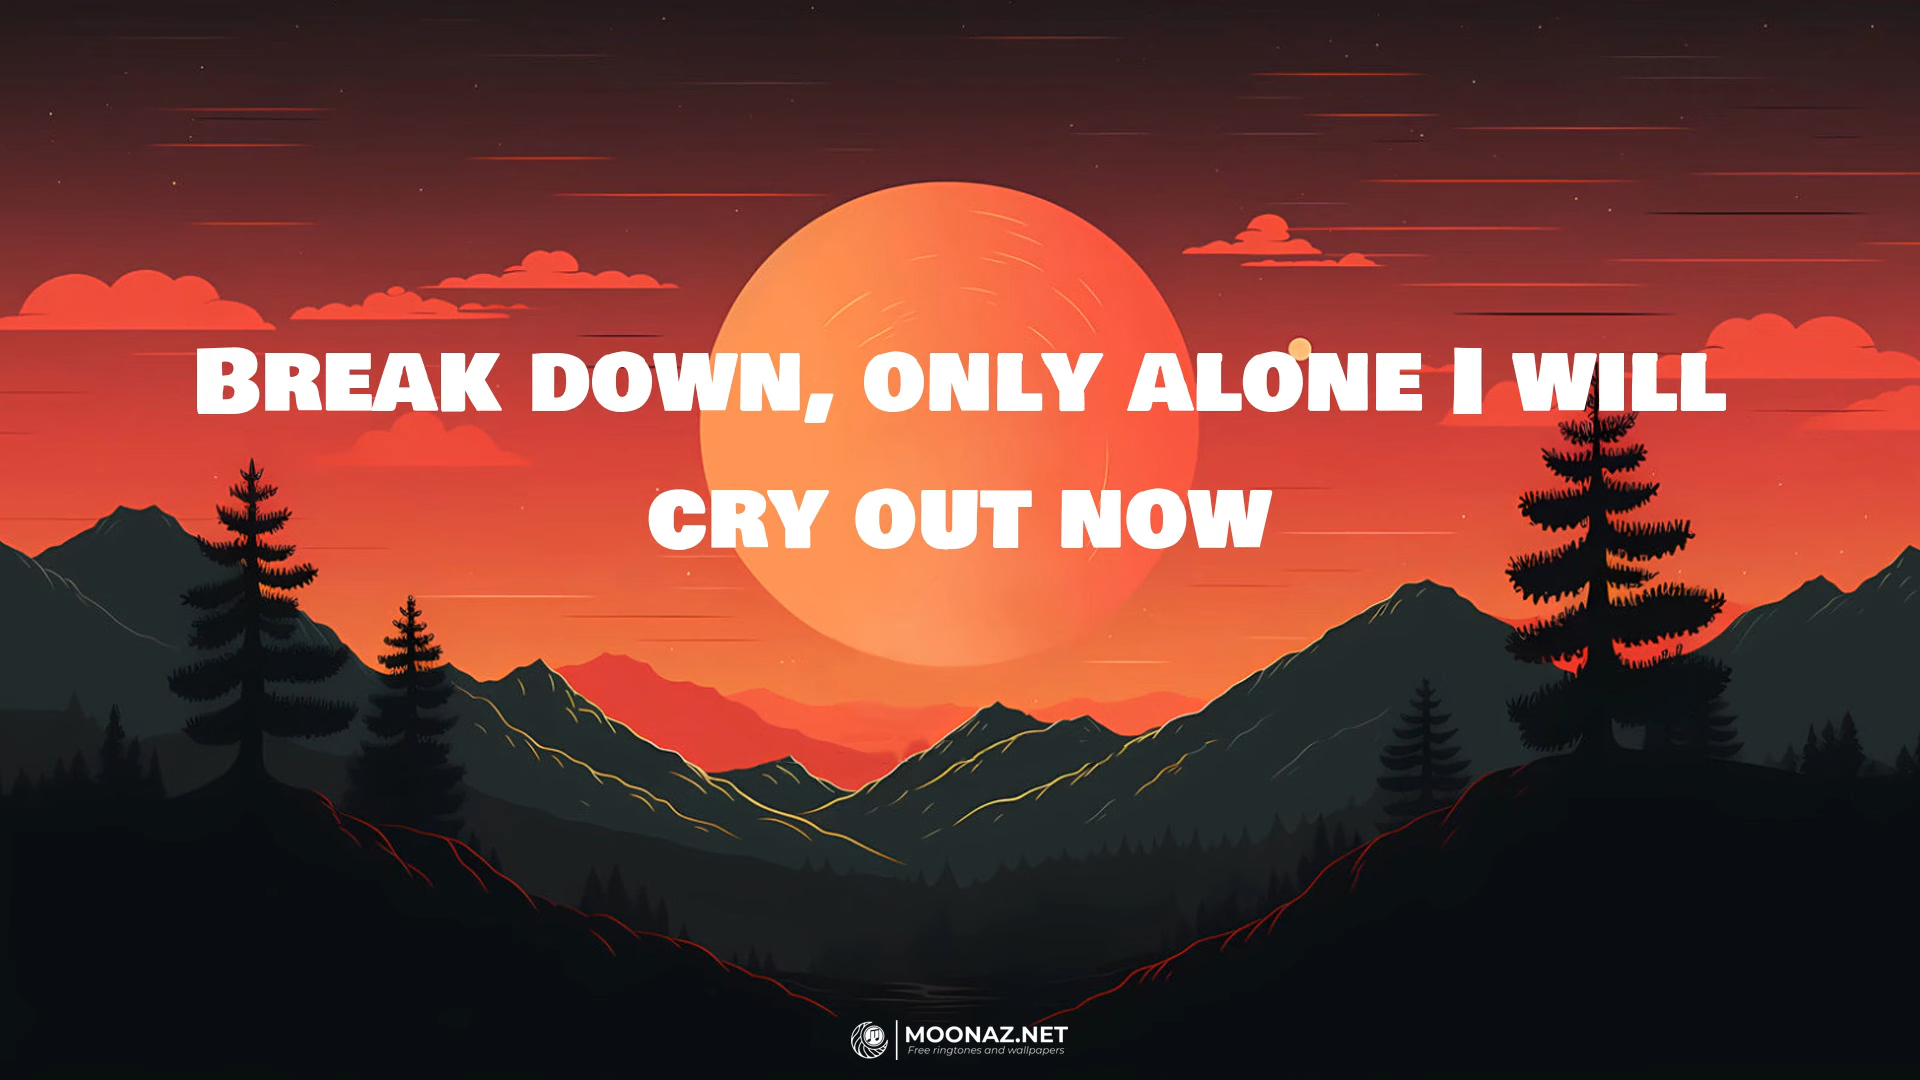 Break down, only alone I will
cry out now
MOONAZ.NET
Free ringtones and wallpapers